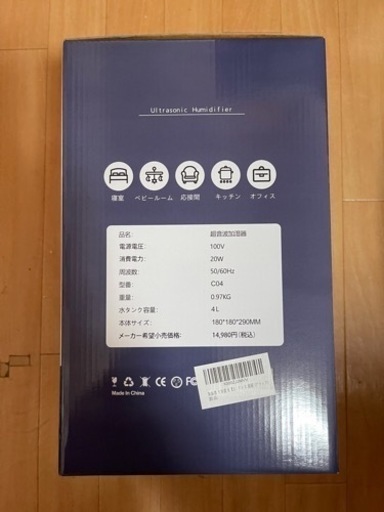 Ultrasonic Humidifier
寝室 ベビールーム 応接間 キッチン オフィス
品名: 超音波加湿器
電源電圧: 100V
消費電力: 20W
周波数: 50/60Hz
型番: C04
重量: 0.97KG
水タンク容量: 4L
本体サイズ: 180*180*290MM
メーカー希望小売価格: 14,980円(税込)
Made In China